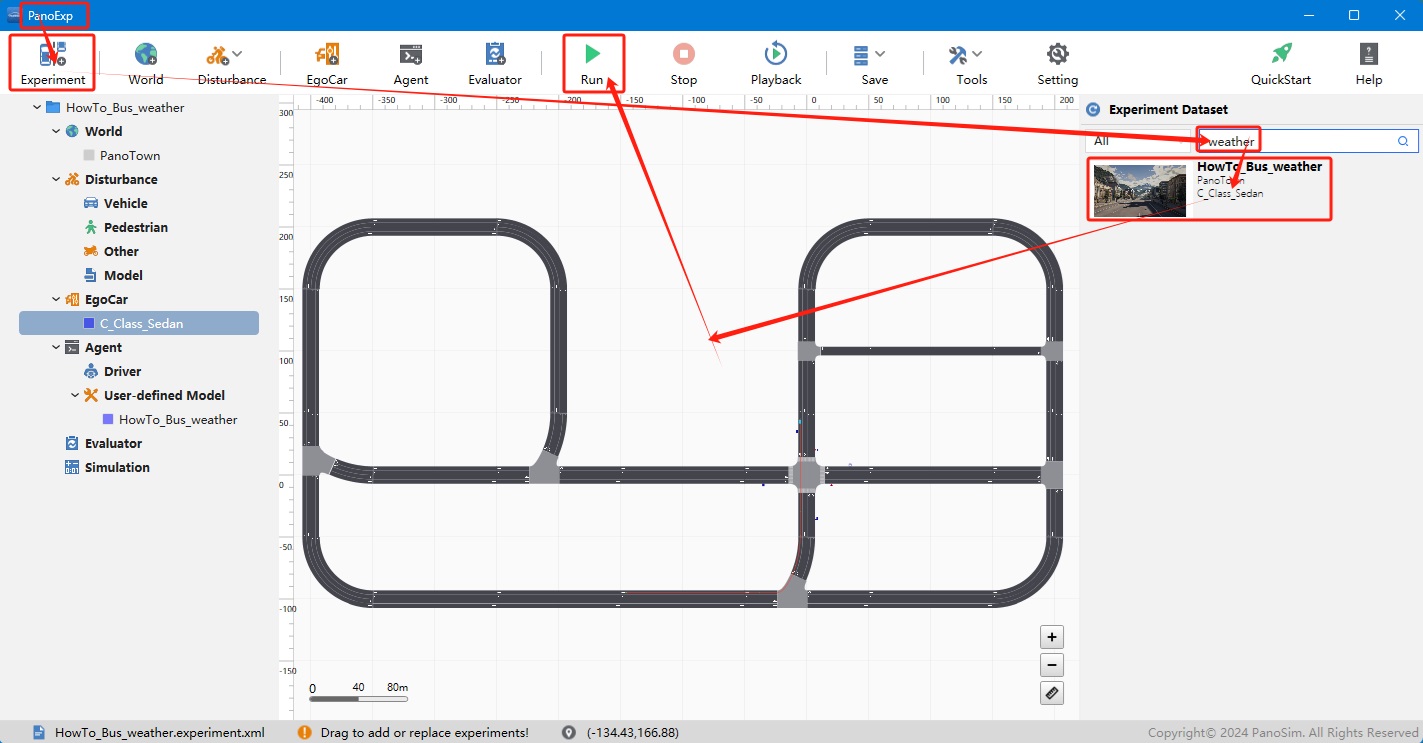 PanoExp
Experiment World Disturbance EgoCar Agent Evaluator Run Stop Playback Save Tools Setting QuickStart Help
HowTo_Bus_weather
World
PanoTown
Disturbance
Vehicle
Pedestrian
Other
Model
EgoCar
C_Class_Sedan
Agent
Driver
User-defined Model
HowTo_Bus_weather
Evaluator
Simulation
-400 -350 -300 -250 -200 -150 -100 -50 0 50 100 150 200
300
250
200
150
100
50
0
-50
-100
-150
0 40 80m
+
−
Experiment Dataset
All weather
HowTo_Bus_weather
PanoTown
C_Class_Sedan
HowTo_Bus_weather.experiment.xml Drag to add or replace experiments! (-134.43,166.88) Copyright© 2024 PanoSim. All Rights Reserved